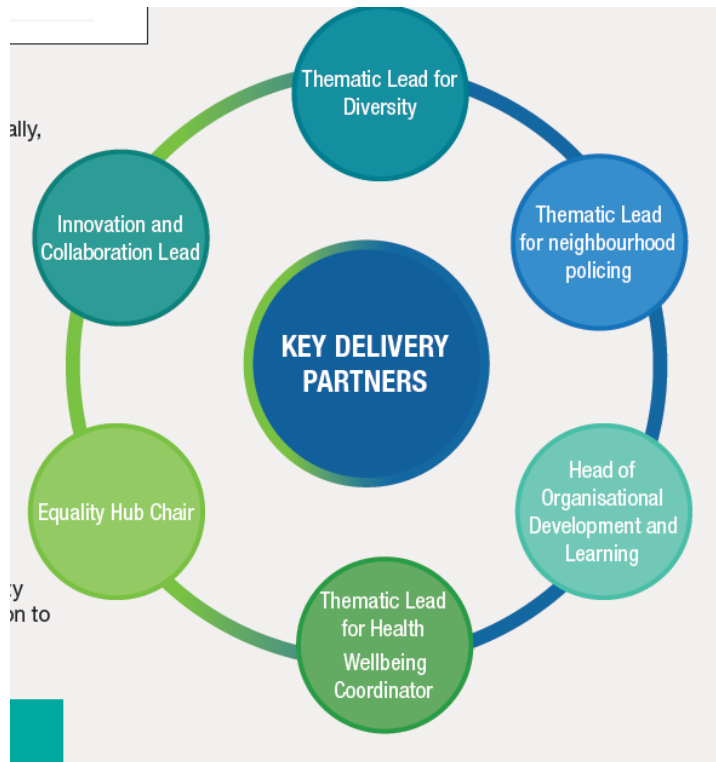 ally,
Thematic Lead for
Diversity
Innovation and
Collaboration Lead
Thematic Lead
for neighbourhood
policing
KEY DELIVERY
PARTNERS
Equality Hub Chair
Head of
Organisational
Development and
Learning
Thematic Lead
for Health
Wellbeing
Coordinator
on to